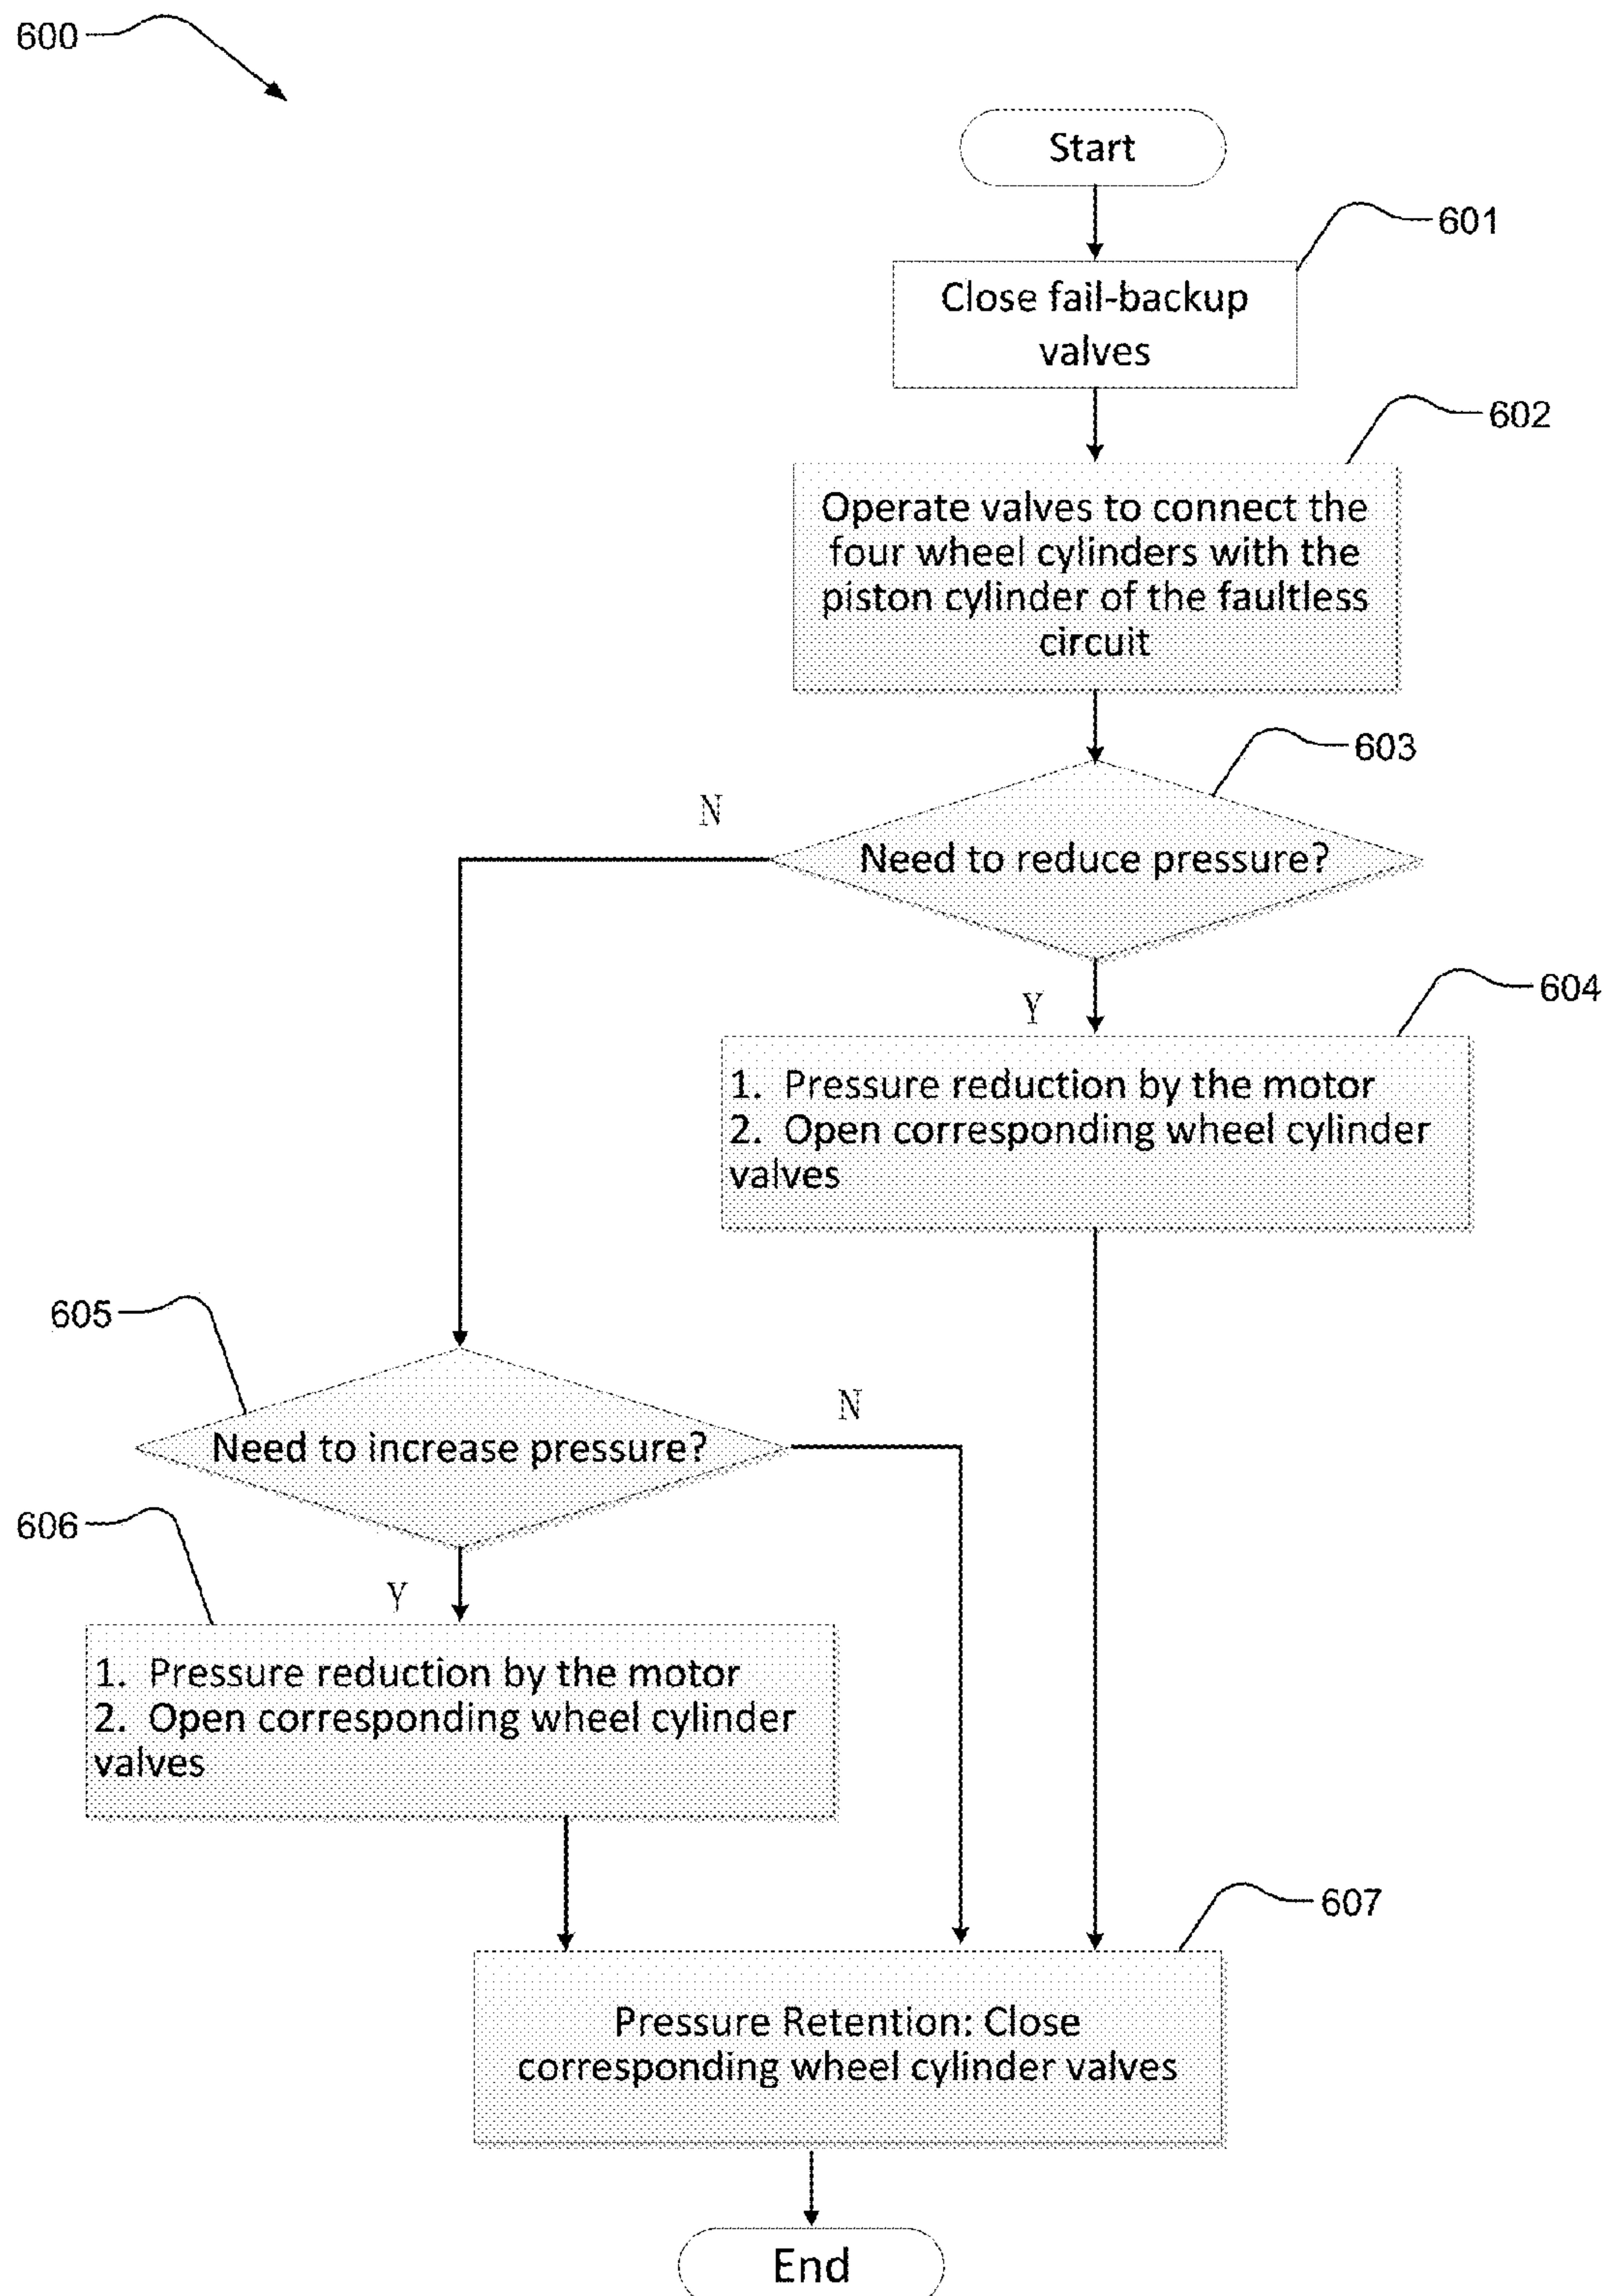 600
Start
601
Close fail-backup
valves
602
Operate valves to connect the
four wheel cylinders with the
piston cylinder of the faultless
circuit
603
N
Need to reduce pressure?
Y
604
1. Pressure reduction by the motor
2. Open corresponding wheel cylinder
valves
605
N
Need to increase pressure?
606
Y
1. Pressure reduction by the motor
2. Open corresponding wheel cylinder
valves
607
Pressure Retention: Close
corresponding wheel cylinder valves
End